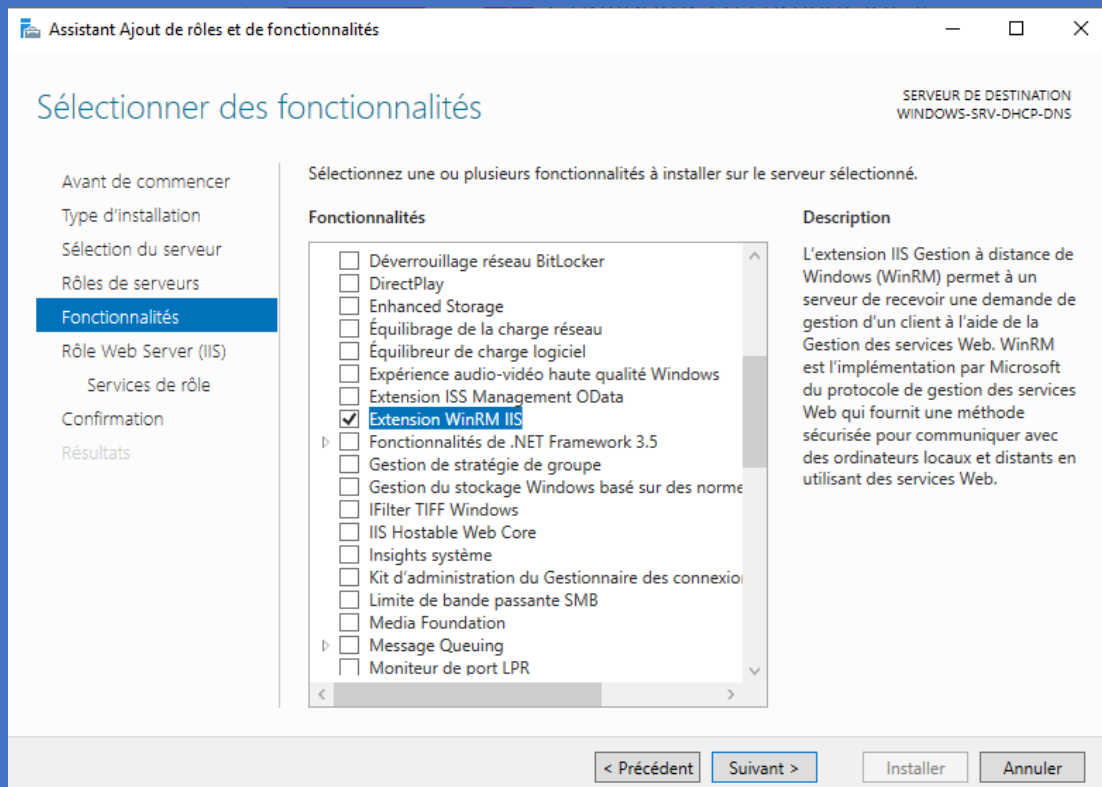 Assistant Ajout de rôles et de fonctionnalités
Sélectionner des fonctionnalités
SERVEUR DE DESTINATION
WINDOWS-SRV-DHCP-DNS
Avant de commencer
Type d'installation
Sélection du serveur
Rôles de serveurs
Fonctionnalités
Rôle Web Server (IIS)
Services de rôle
Confirmation
Résultats
Sélectionnez une ou plusieurs fonctionnalités à installer sur le serveur sélectionné.
Fonctionnalités
Déverrouillage réseau BitLocker
DirectPlay
Enhanced Storage
Équilibrage de la charge réseau
Équilibreur de charge logiciel
Expérience audio-vidéo haute qualité Windows
Extension ISS Management OData
Extension WinRM IIS
Fonctionnalités de .NET Framework 3.5
Gestion de stratégie de groupe
Gestion du stockage Windows basé sur des norme
IFilter TIFF Windows
IIS Hostable Web Core
Insights système
Kit d'administration du Gestionnaire des connexio
Limite de bande passante SMB
Media Foundation
Message Queuing
Moniteur de port LPR
Description
L'extension IIS Gestion à distance de
Windows (WinRM) permet à un
serveur de recevoir une demande de
gestion d'un client à l'aide de la
Gestion des services Web. WinRM
est l'implémentation par Microsoft
du protocole de gestion des services
Web qui fournit une méthode
sécurisée pour communiquer avec
des ordinateurs locaux et distants en
utilisant des services Web.
< Précédent
Suivant >
Installer
Annuler